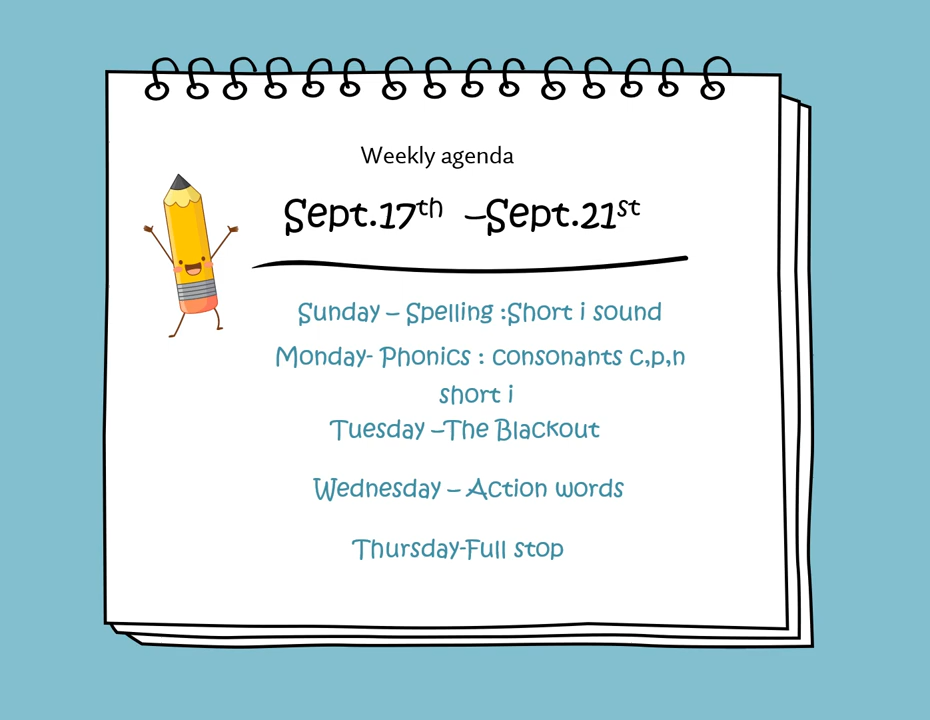 Weekly agenda
Sept.17th –Sept.21st
Sunday – Spelling :Short i sound
Monday- Phonics : consonants c,p,n
short i
Tuesday –The Blackout
Wednesday – Action words
Thursday-Full stop